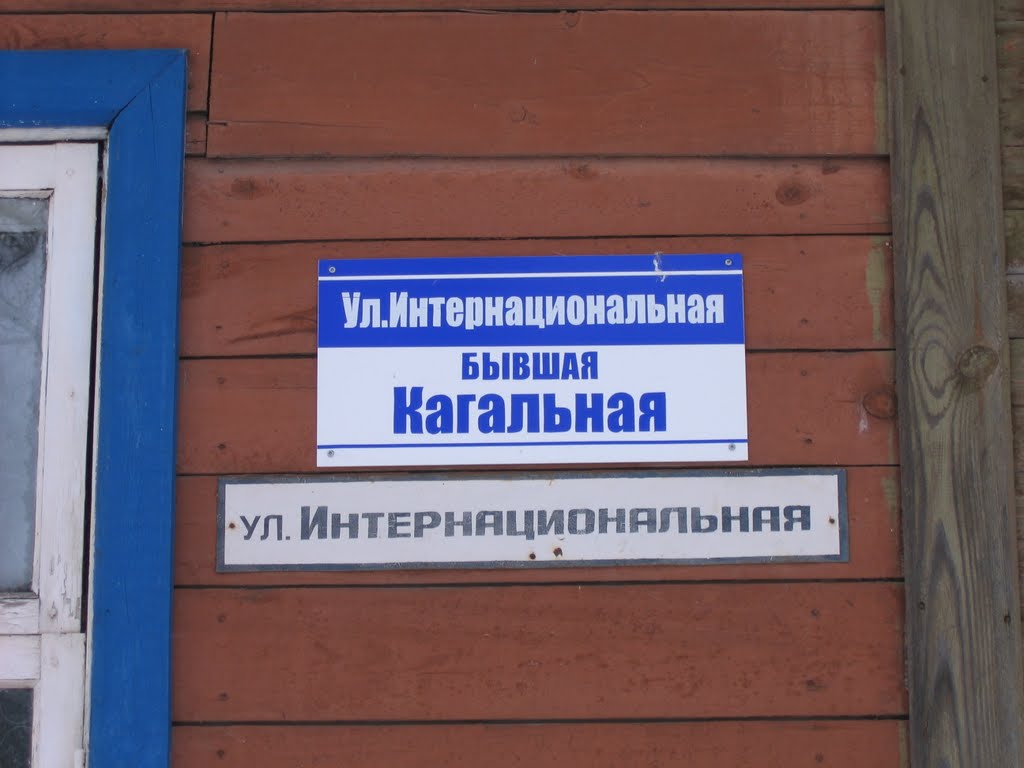 Ул.Интернациональная
БЫВШАЯ
Кагальная
УЛ. ИНТЕРНАЦИОНАЛЬНАЯ